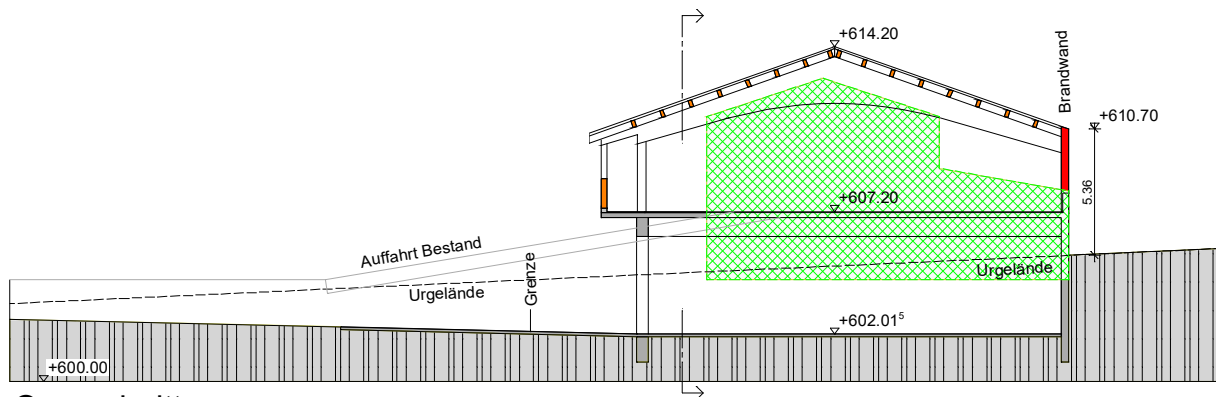 +614.20
Brandwand
+610.70
5.36
+607.20
Auffahrt Bestand
Grenze
Urgelände
Urgelände
+602.01⁵
+600.00